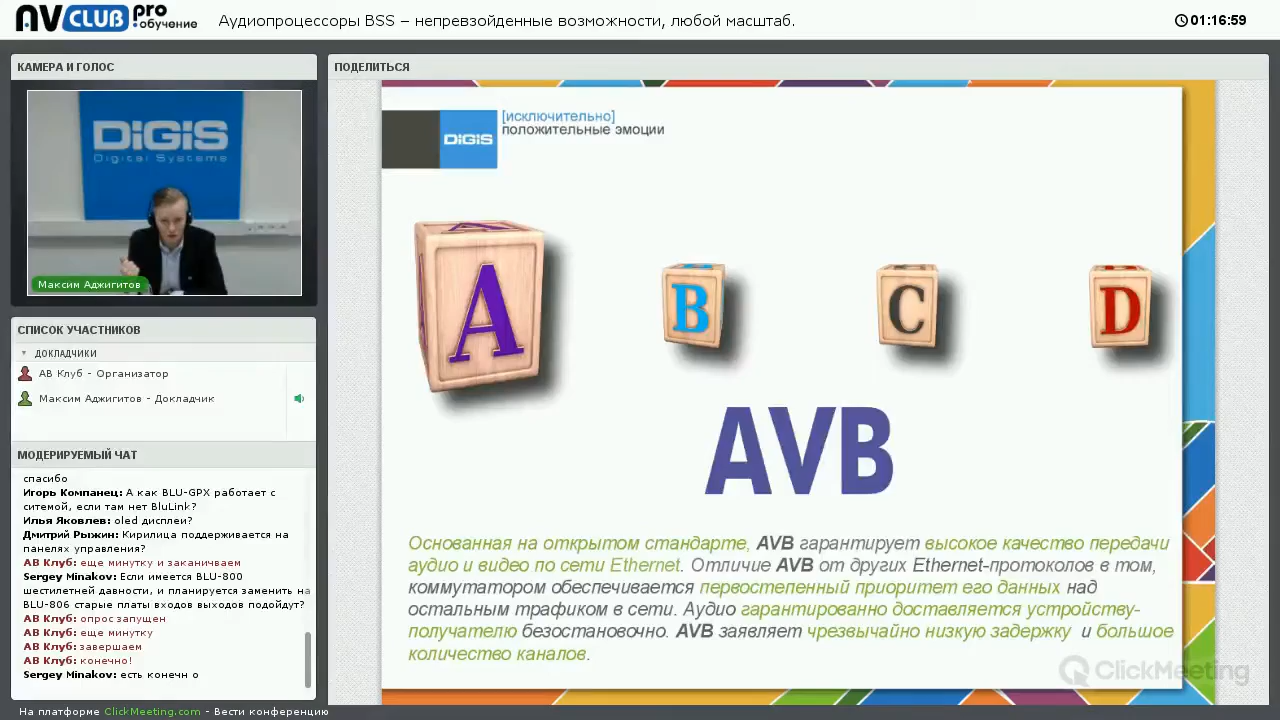 AV CLUB pro :обучение
Аудиопроцессоры BSS – непревзойденные возможности, любой масштаб.
01:16:59
КАМЕРА И ГОЛОС
DIGIS
Digital Systems
Максим Аджигитов
СПИСОК УЧАСТНИКОВ
ДОКЛАДЧИКИ
АВ Клуб - Организатор
Максим Аджигитов - Докладчик
МОДЕРИРУЕМЫЙ ЧАТ
спасибо
Игорь Компанец: А как BLU-GPX работает с
ситемой, если там нет BluLink?
Илья Яковлев: oled дисплеи?
Дмитрий Рыжин: Кирилица поддерживается на
панелях управления?
АВ Клуб: еще минутку и заканичваем
Sergey Minakov: Если имеется BLU-800
шестилетней давности, и планируется заменить на
BLU-806 старые платы входов выходов подойдут?
АВ Клуб: опрос запущен
АВ Клуб: еще минутку
АВ Клуб: завершаем
АВ Клуб: конечно!
Sergey Minakov: есть конечн о
ПОДЕЛИТЬСЯ
DIGIS
[исключительно]
положительные эмоции
A B C D
AVB
Основанная на открытом стандарте, AVB гарантирует высокое качество передачи
аудио и видео по сети Ethernet. Отличие AVB от других Ethernet-протоколов в том,
коммутатором обеспечивается первостепенный приоритет его данных над
остальным трафиком в сети. Аудио гарантированно доставляется устройству-
получателю безостановочно. AVB заявляет чрезвычайно низкую задержку и большое
количество каналов.
ClickMeeting
На платформе ClickMeeting.com - Вести конференцию